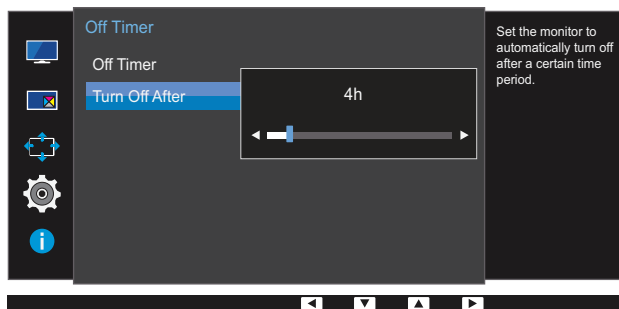 Off Timer
Off Timer
Turn Off After
4h
Set the monitor to
automatically turn off
after a certain time
period.